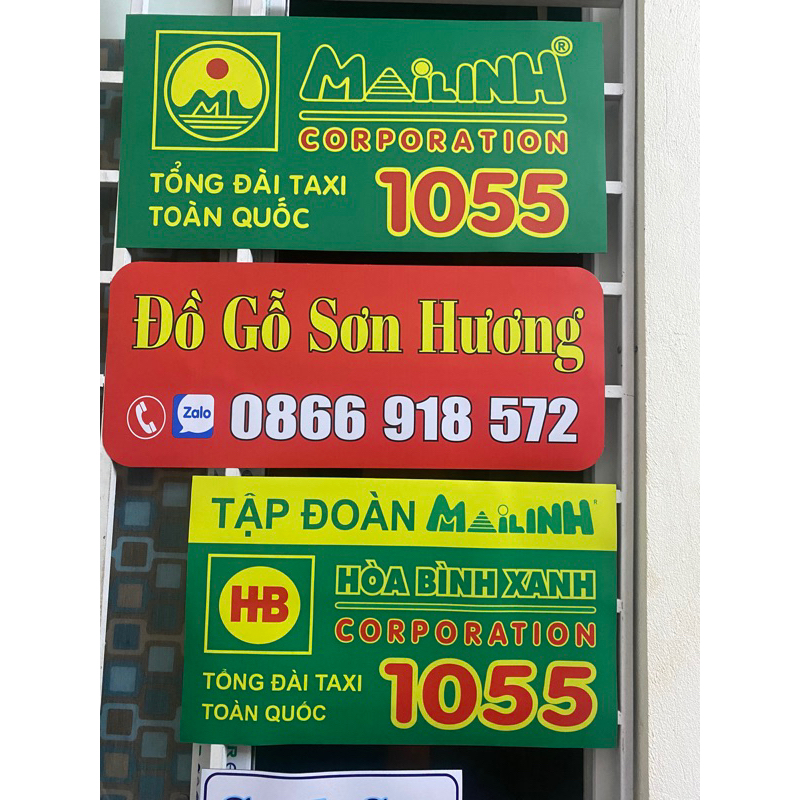 ML
MAILINH®
CORPORATION
TỔNG ĐÀI TAXI
TOÀN QUỐC
1055
Đồ Gỗ Sơn Hương
Zalo
0866 918 572
TẬP ĐOÀN MAILINH
HB
HÒA BÌNH XANH
CORPORATION
TỔNG ĐÀI TAXI
TOÀN QUỐC
1055